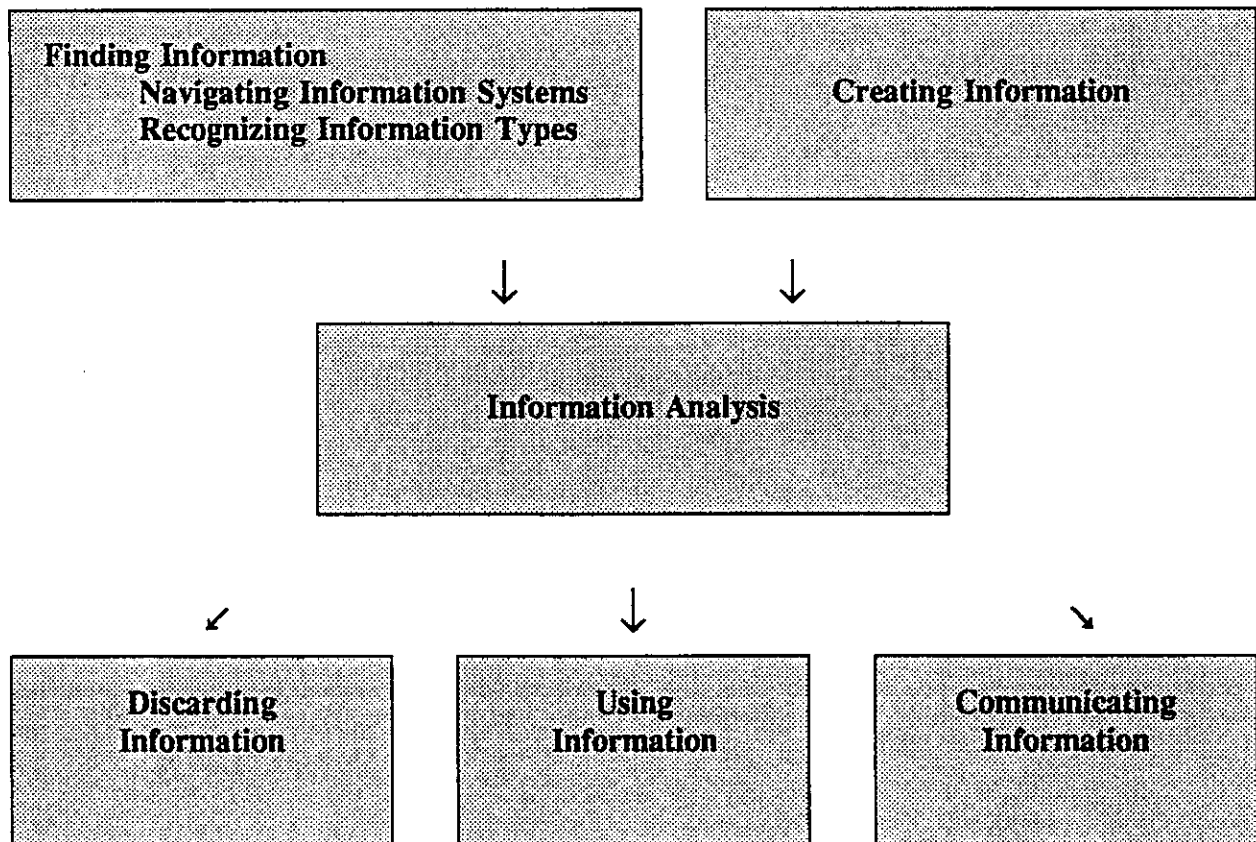 Finding Information
Navigating Information Systems
Recognizing Information Types
Creating Information
Information Analysis
Discarding
Information
Using
Information
Communicating
Information